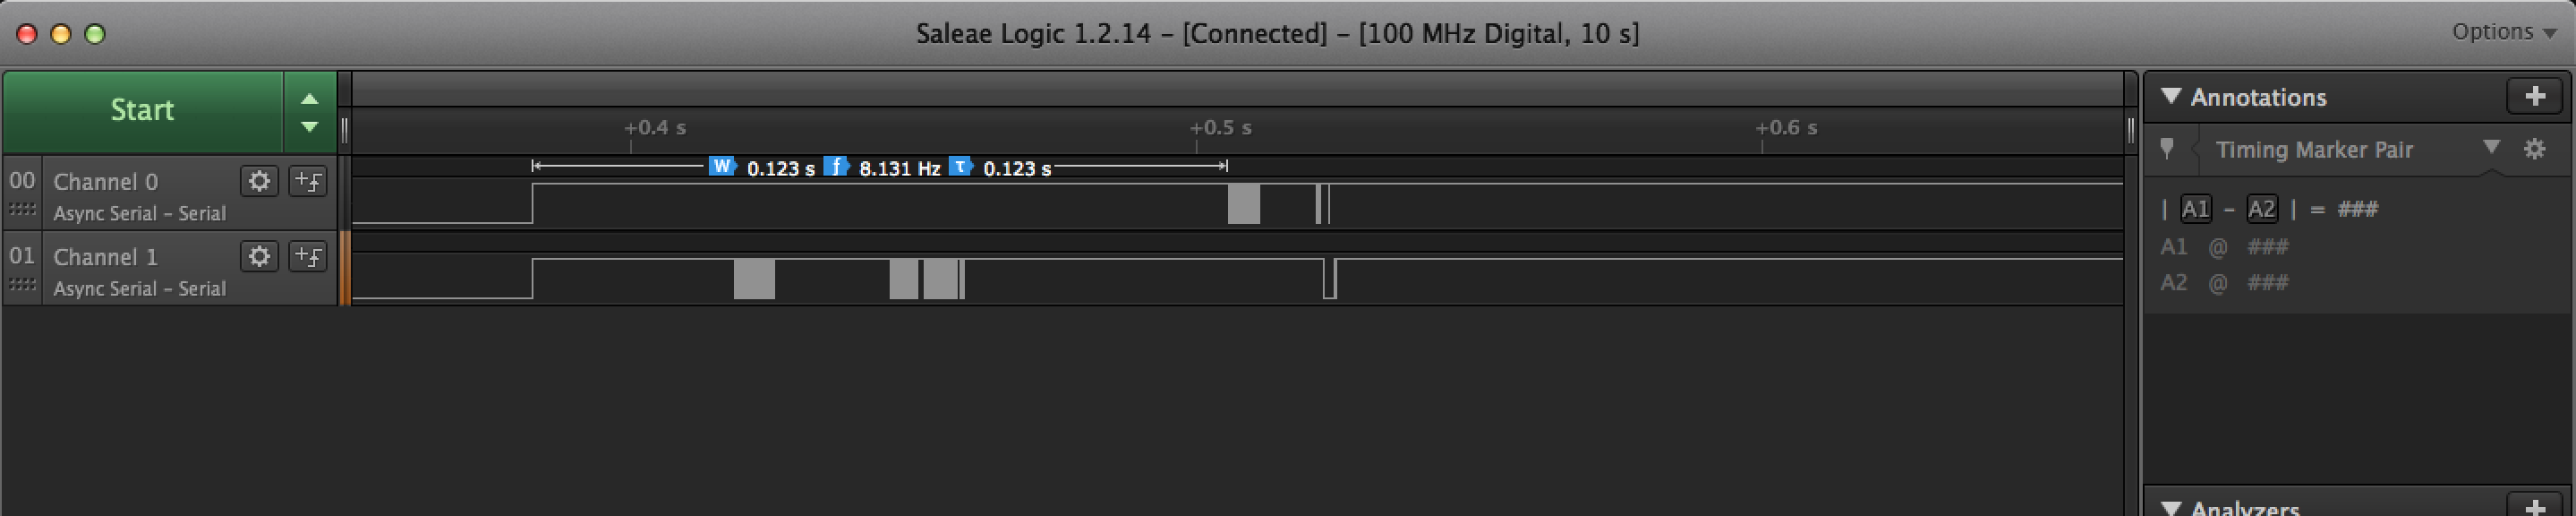 Saleae Logic 1.2.14 – [Connected] – [100 MHz Digital, 10 s]
Options
Start
+0.4 s
+0.5 s
+0.6 s
W 0.123 s f 8.131 Hz T 0.123 s
00 Channel 0
Async Serial – Serial
01 Channel 1
Async Serial – Serial
Annotations
Timing Marker Pair
| A1 – A2 | = ###
A1 @ ###
A2 @ ###
Analyzers